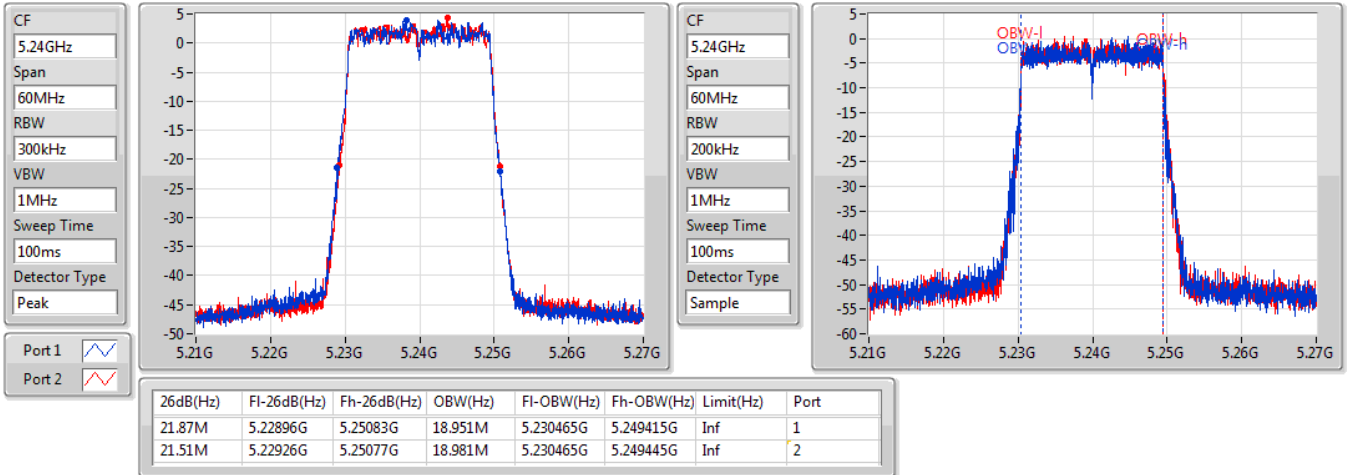 CF
5.24GHz
Span
60MHz
RBW
300kHz
VBW
1MHz
Sweep Time
100ms
Detector Type
Peak
5
0
-5
-10
-15
-20
-25
-30
-35
-40
-45
-50
5.21G 5.22G 5.23G 5.24G 5.25G 5.26G 5.27G
CF
5.24GHz
Span
60MHz
RBW
200kHz
VBW
1MHz
Sweep Time
100ms
Detector Type
Sample
5
0
-5
-10
-15
-20
-25
-30
-35
-40
-45
-50
-55
-60
OBW-l
OBW-h
5.21G 5.22G 5.23G 5.24G 5.25G 5.26G 5.27G
Port 1
Port 2
26dB(Hz) Fl-26dB(Hz) Fh-26dB(Hz) OBW(Hz) Fl-OBW(Hz) Fh-OBW(Hz) Limit(Hz) Port
21.87M 5.22896G 5.25083G 18.951M 5.230465G 5.249415G Inf 1
21.51M 5.22926G 5.25077G 18.981M 5.230465G 5.249445G Inf 2